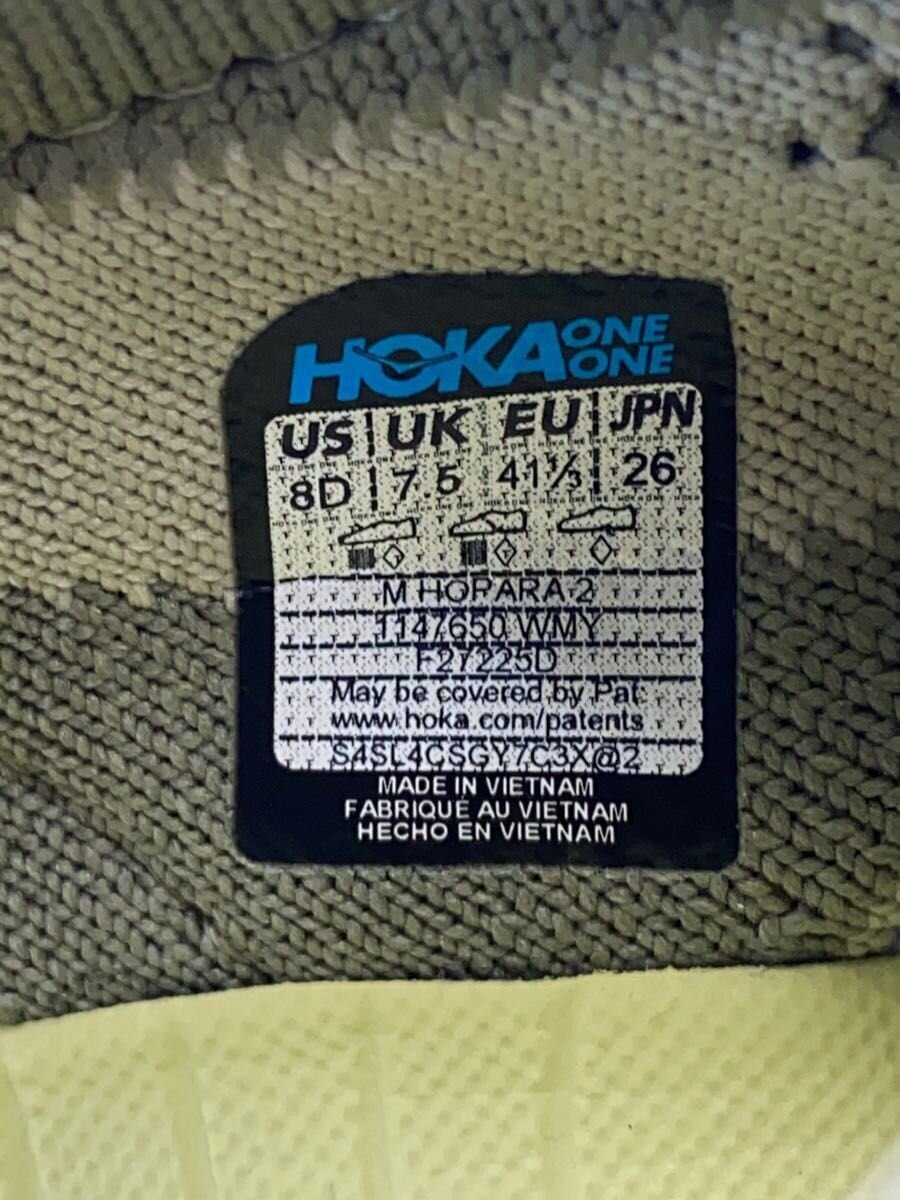 HOKA ONE ONE
US | UK EU | JPN
8D | 7.5 41⅓ | 26
M HOPARA 2
1147650 WMY
F27225D
May be covered by Pat:
www.hoka.com/patents
S4SL4CSGY7C3X@2
MADE IN VIETNAM
FABRIQUÉ AU VIETNAM
HECHO EN VIETNAM